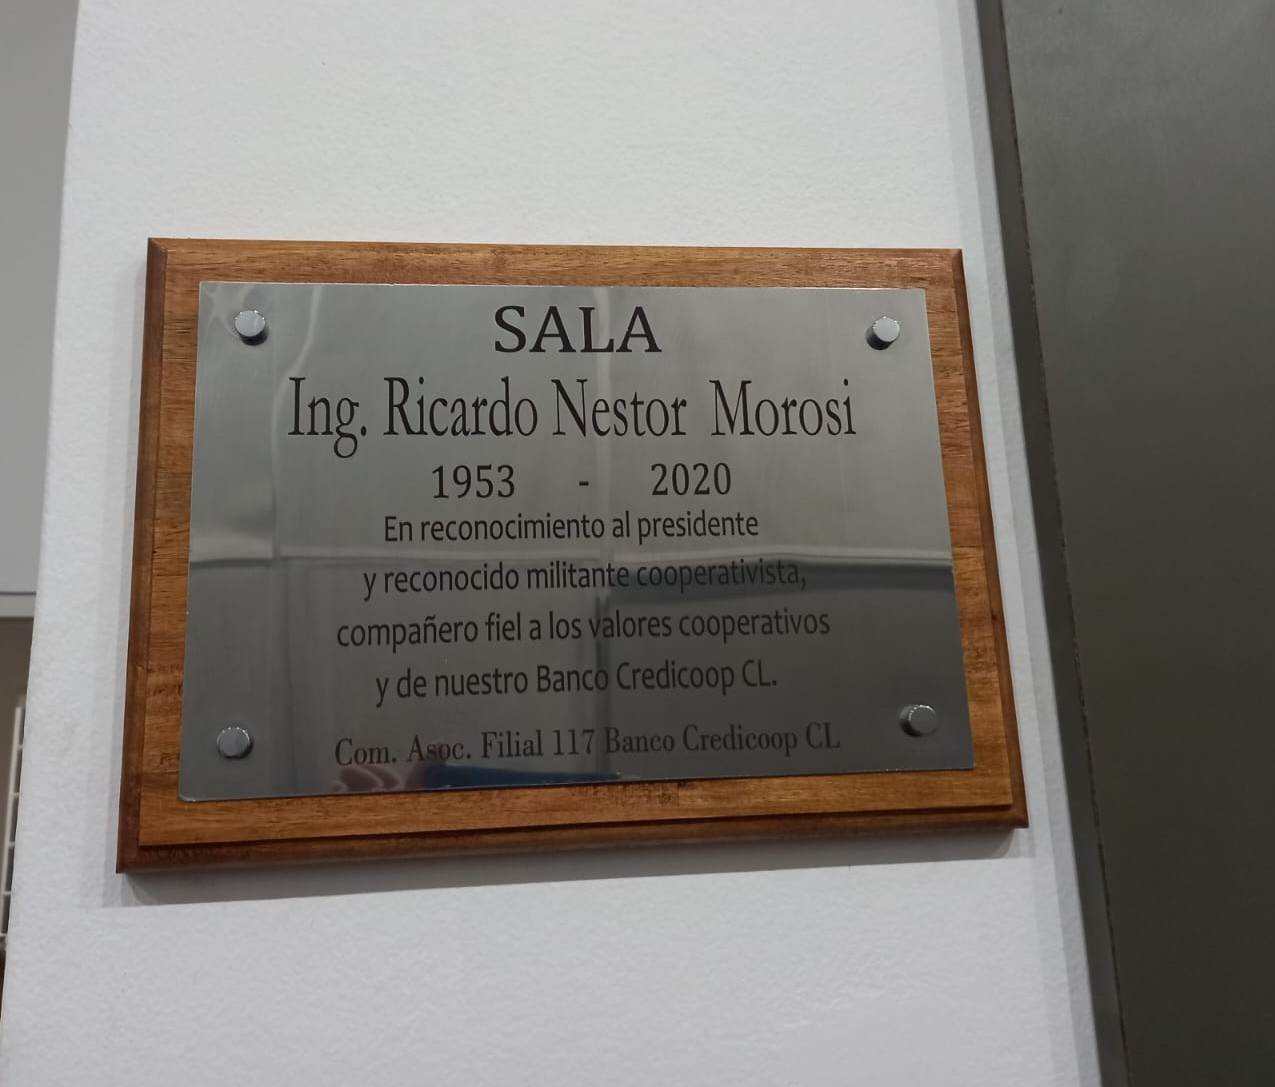 SALA
Ing. Ricardo Nestor Morosi
1953 - 2020
En reconocimiento al presidente
y reconocido militante cooperativista,
compañero fiel a los valores cooperativos
y de nuestro Banco Credicoop CL.
Com. Asoc. Filial 117 Banco Credicoop CL